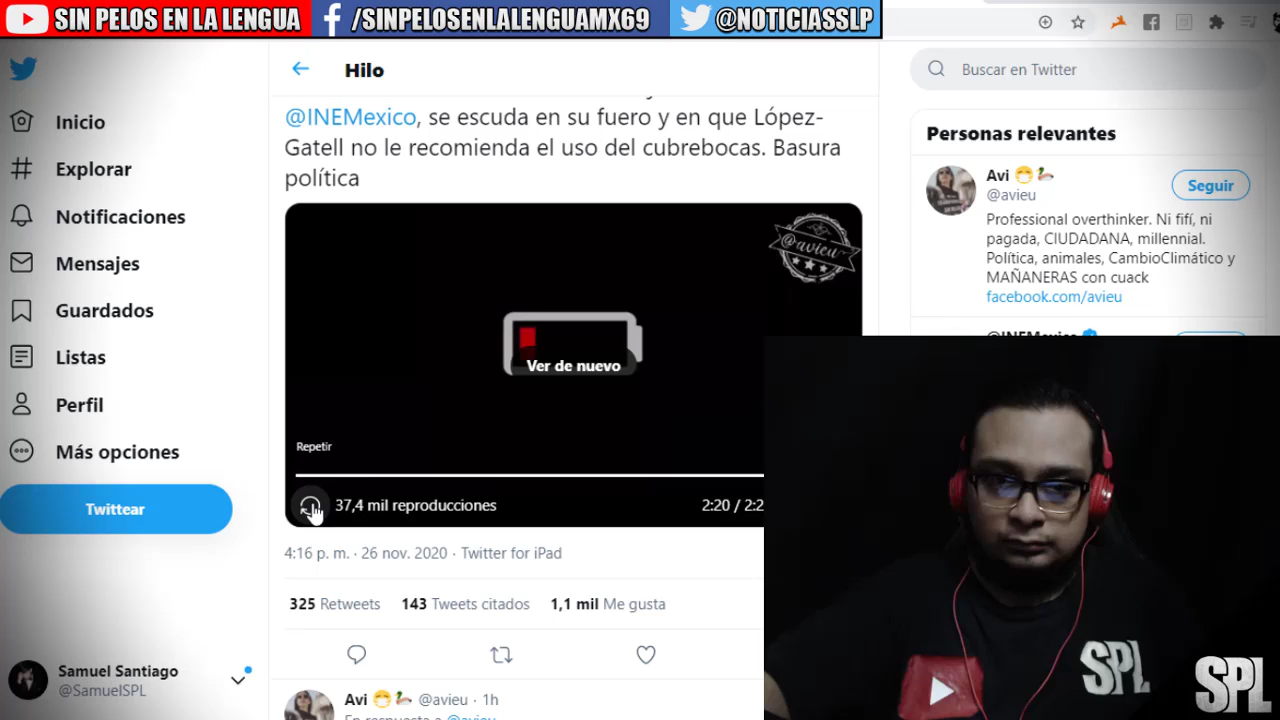 SIN PELOS EN LA LENGUA
/SINPELOSENLALENGUAMX69
@NOTICIASSLP
Hilo
Buscar en Twitter
Inicio
Explorar
Notificaciones
Mensajes
Guardados
Listas
Perfil
Más opciones
Twittear
Samuel Santiago
@SamuelSPL
@INEMexico, se escuda en su fuero y en que López-
Gatell no le recomienda el uso del cubrebocas. Basura
política
@avieu
Ver de nuevo
Repetir
37,4 mil reproducciones
2:20 / 2:2
4:16 p. m. · 26 nov. 2020 · Twitter for iPad
325 Retweets 143 Tweets citados 1,1 mil Me gusta
Avi @avieu · 1h
En respuesta a @avieu
Personas relevantes
Avi
@avieu
Seguir
Professional overthinker. Ni fifí, ni
pagada, CIUDADANA, millennial.
Política, animales, CambioClimático y
MAÑANERAS con cuack
facebook.com/avieu
@INEMexico
SPL
SPL